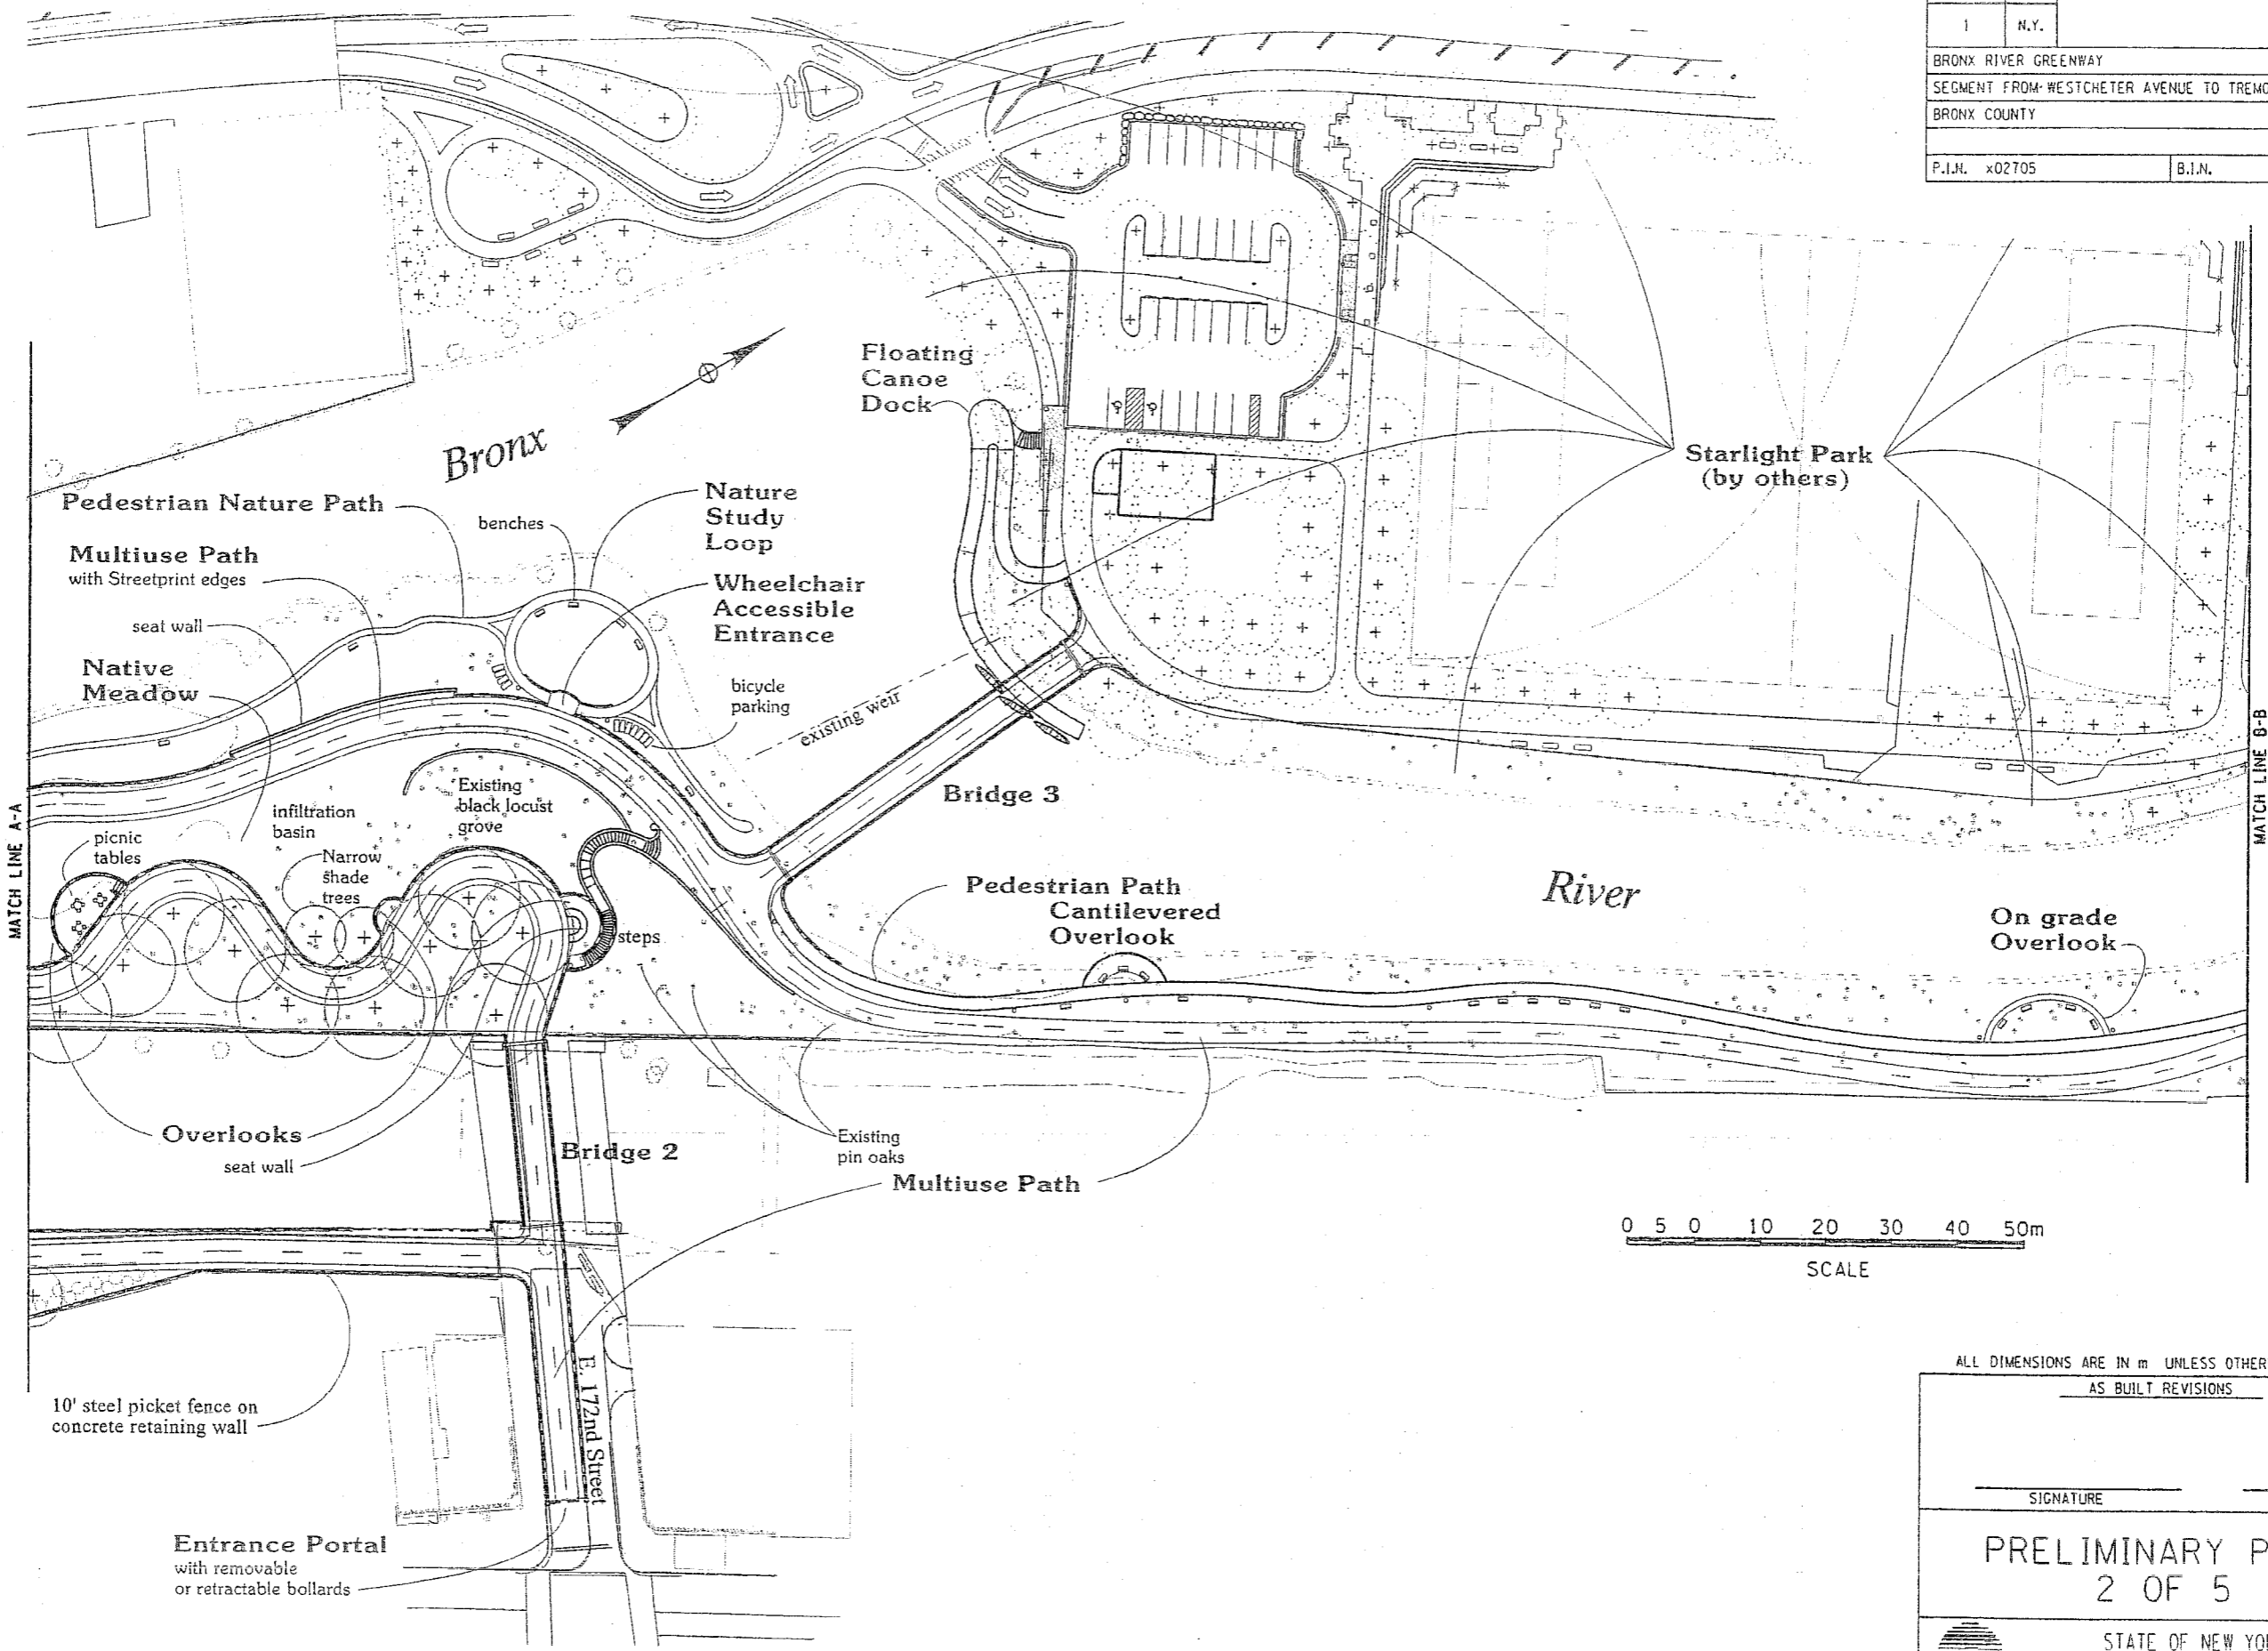 1 N.Y.
BRONX RIVER GREENWAY
SEGMENT FROM-WESTCHETER AVENUE TO
BRONX COUNTY
P.I.N. x02705 B.I.N.
Floating
Canoe
Dock
Bronx
Starlight Park
(by others)
Pedestrian Nature Path
benches
Nature
Study
Loop
Multiuse Path
with Streetprint edges
seat wall
Wheelchair
Accessible
Entrance
Native
Meadow
bicycle
parking
existing weir
Bridge 3
Existing
black locust
grove
infiltration
basin
picnic
tables
Narrow
shade
trees
MATCH LINE A-A
MATCH LINE B-B
Pedestrian Path
Cantilevered
Overlook
River
On grade
Overlook
steps
Overlooks
seat wall
Bridge 2
Existing
pin oaks
Multiuse Path
0 5 0 10 20 30 40 50m
SCALE
10' steel picket fence on
concrete retaining wall
E. 172nd Street
Entrance Portal
with removable
or retractable bollards
ALL DIMENSIONS ARE IN m UNLESS
AS BUILT REVISIONS
SIGNATURE
PRELIMINARY
2 OF 5
STATE OF NEW